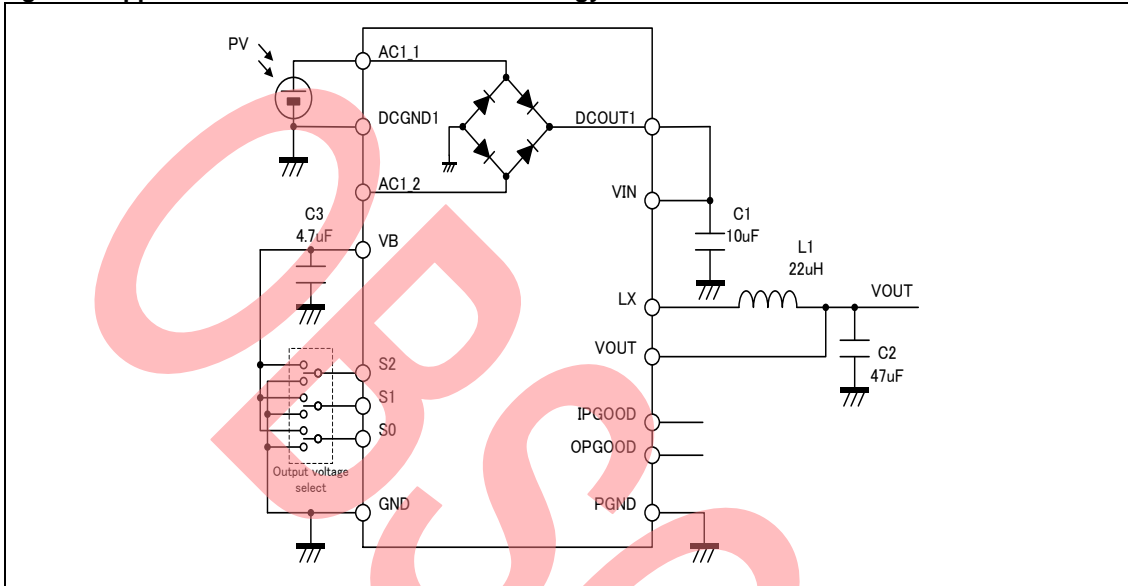 PV
AC1_1
DCGND1
DCOUT1
AC1_2
VIN
C3
4.7uF
VB
C1
10uF
L1
22uH
LX
VOUT
VOUT
C2
47uF
S2
S1
S0
IPGOOD
OPGOOD
Output voltage
select
GND
PGND